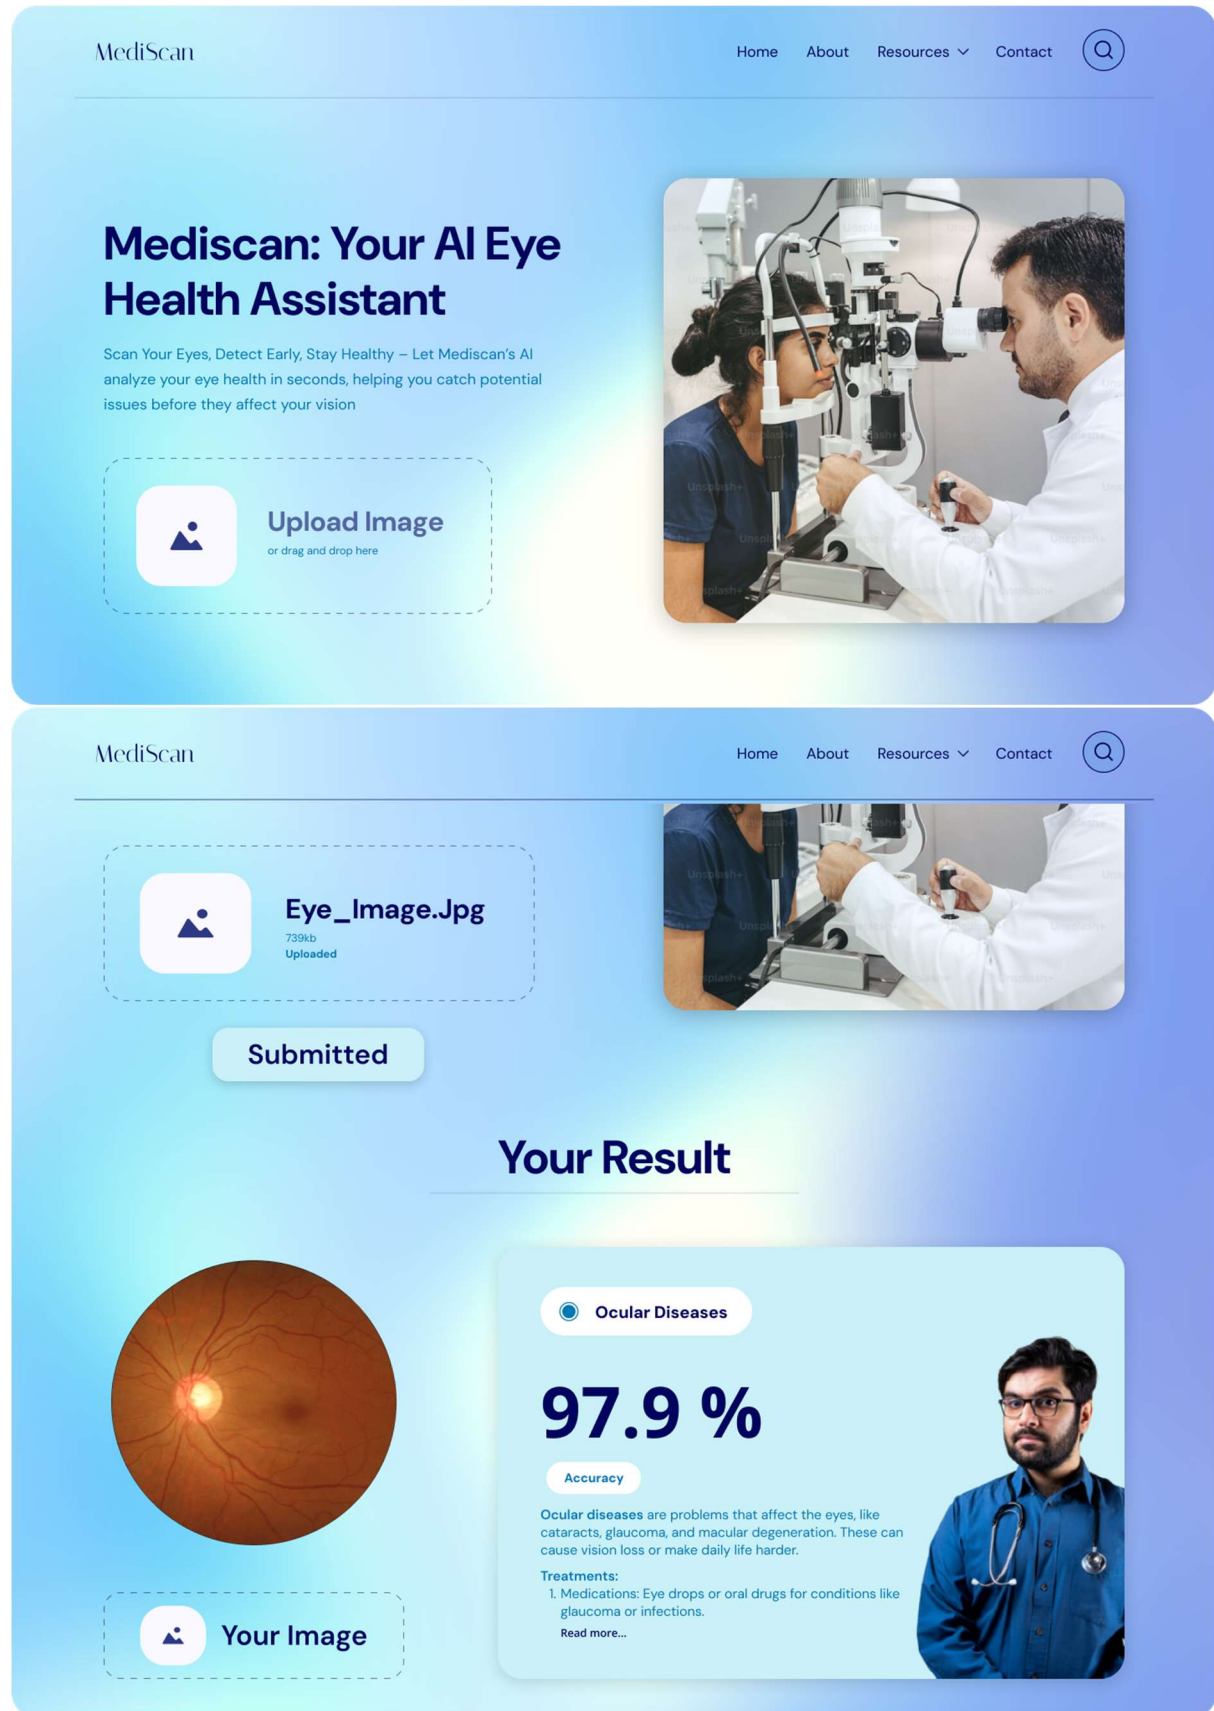 MediScan
Home
About
Resources
Contact
Mediscan: Your AI Eye
Health Assistant
Scan Your Eyes, Detect Early, Stay Healthy – Let Mediscan's AI
analyze your eye health in seconds, helping you catch potential
issues before they affect your vision
Upload Image
or drag and drop here
Unsplash+
MediScan
Home
About
Resources
Contact
Eye_Image.Jpg
739kb
Uploaded
Unsplash+
Submitted
Your Result
Ocular Diseases
97.9 %
Accuracy
Ocular diseases are problems that affect the eyes, like
cataracts, glaucoma, and macular degeneration. These can
cause vision loss or make daily life harder.
Treatments:
1. Medications: Eye drops or oral drugs for conditions like
glaucoma or infections.
Read more...
Your Image